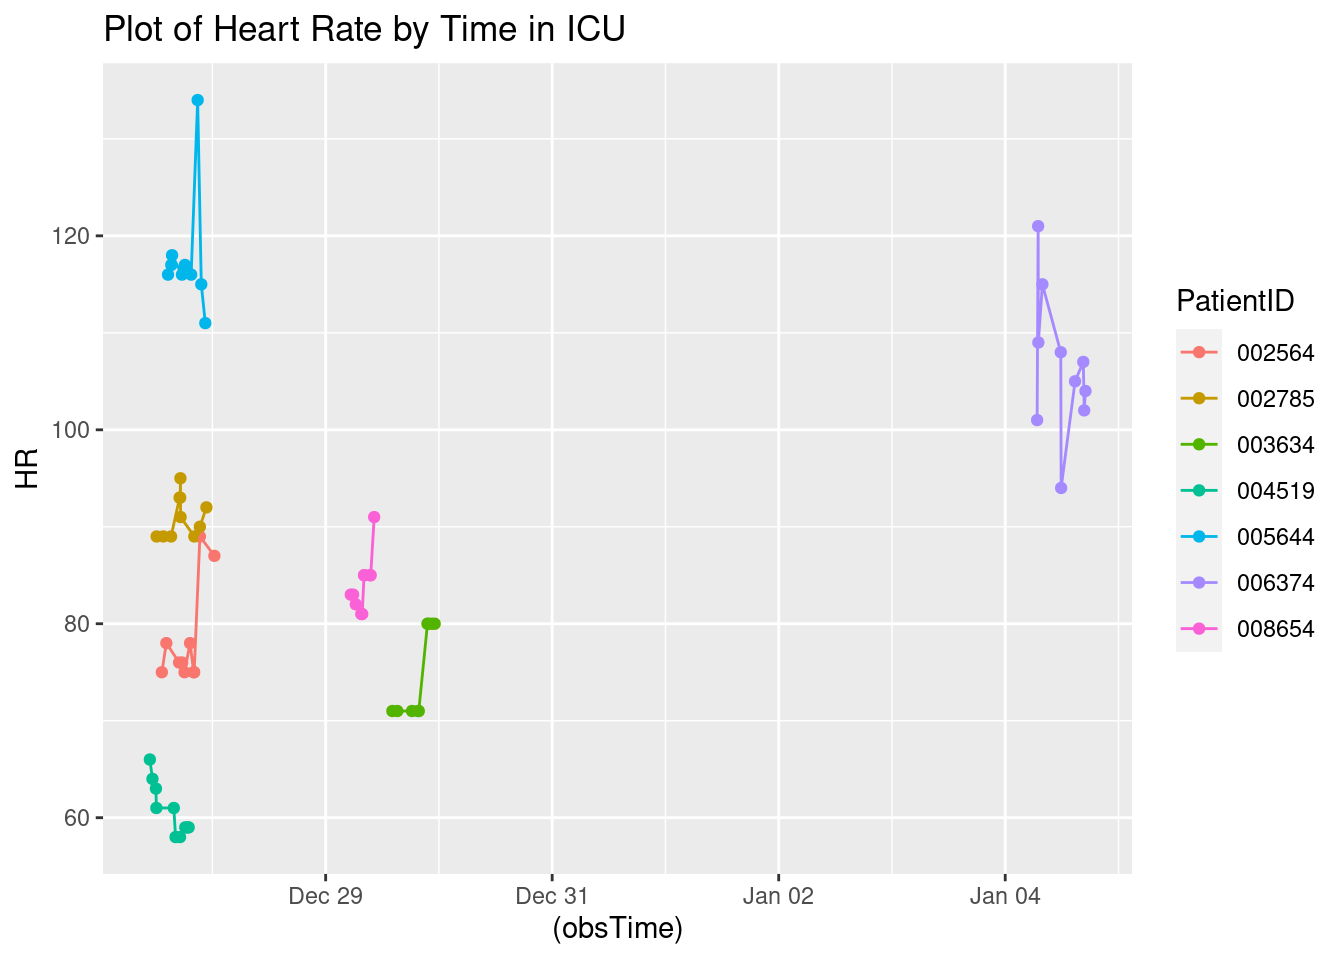 Plot of Heart Rate by Time in ICU
HR
120
100
80
60
Dec 29 Dec 31 Jan 02 Jan 04
(obsTime)
PatientID
002564
002785
003634
004519
005644
006374
008654